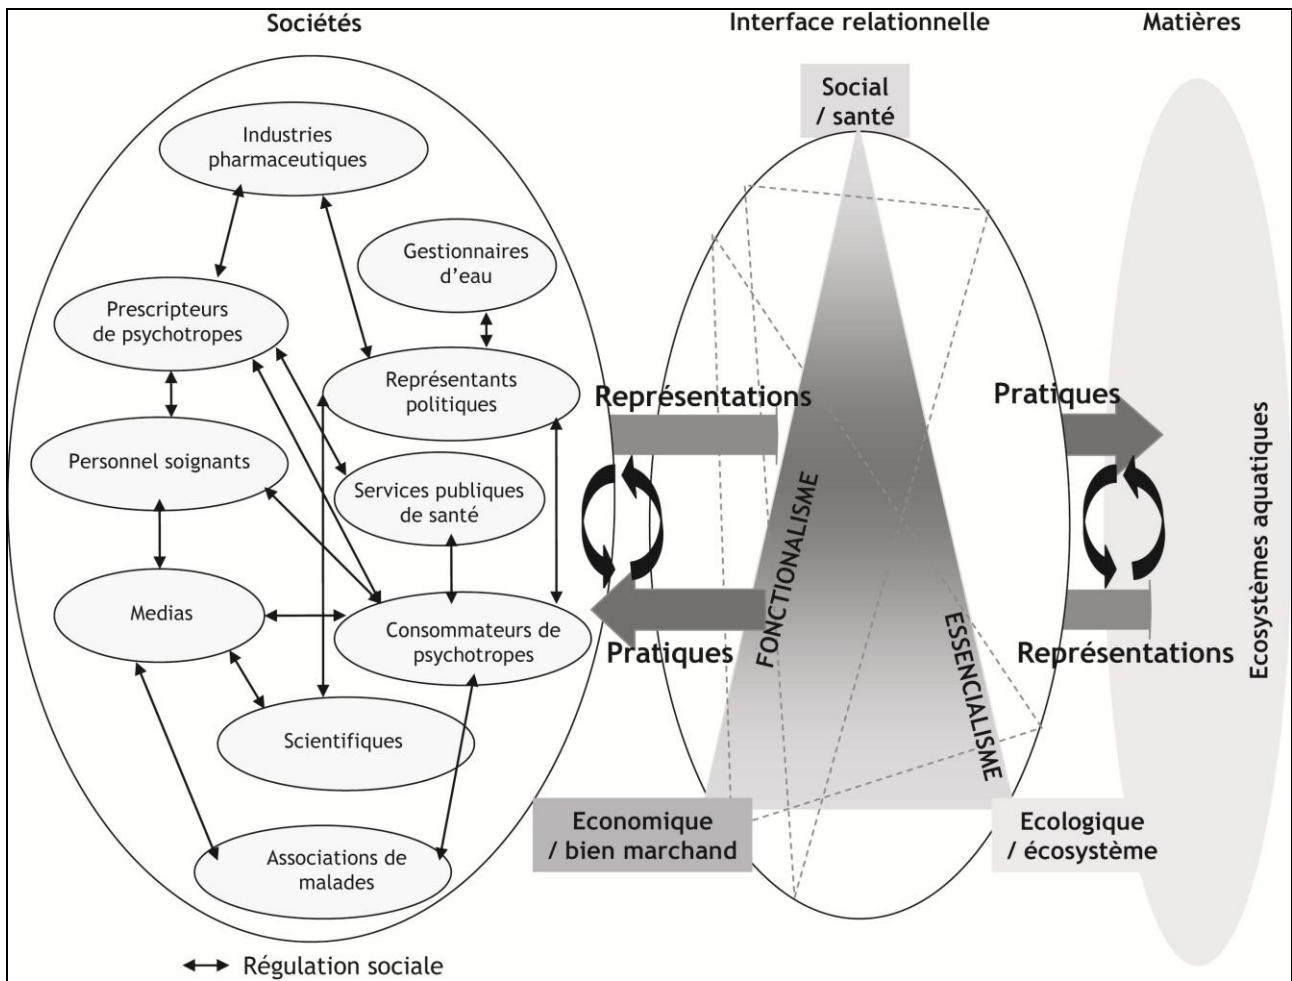 Sociétés
Interface relationnelle
Matières
Social
/ santé
Industries
pharmaceutiques
Gestionnaires
d’eau
Prescripteurs
de psychotropes
Représentants
politiques
Représentations
Pratiques
Personnel soignants
Services publiques
de santé
FONCTIONALISME
Ecosystèmes aquatiques
Medias
Consommateurs de
psychotropes
Pratiques
ESSENCIALISME
Représentations
Scientifiques
Economique
/ bien marchand
Ecologique
/ écosystème
Associations de
malades
Régulation sociale